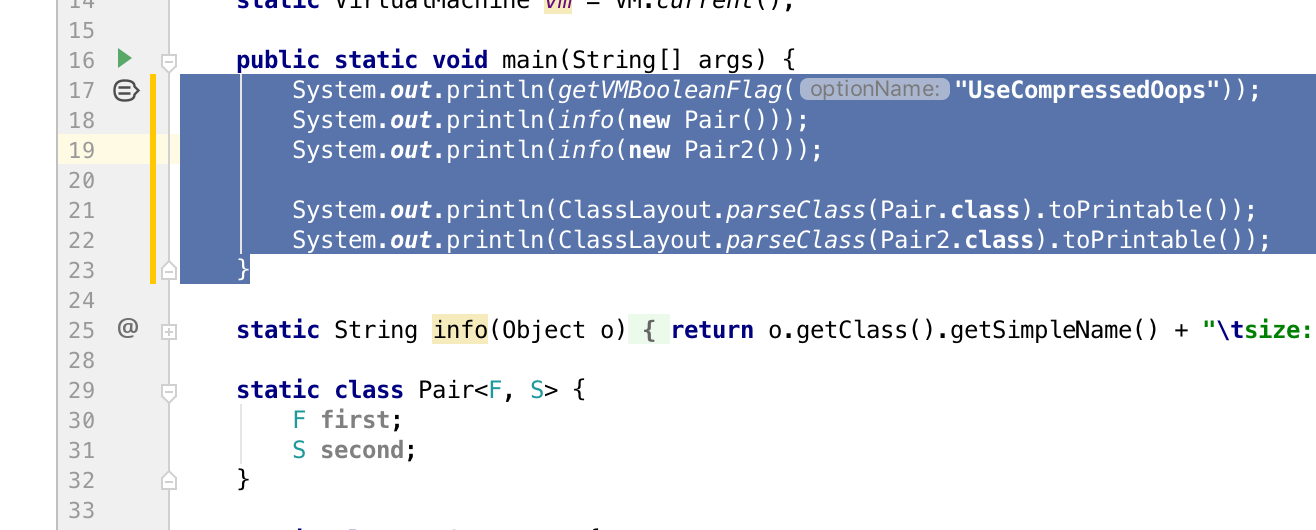 14 static VirtualMachine vm = VM.current();
15
16 public static void main(String[] args) {
17 System.out.println(getVMBooleanFlag( optionName: "UseCompressedOops"));
18 System.out.println(info(new Pair()));
19 System.out.println(info(new Pair2()));
20
21 System.out.println(ClassLayout.parseClass(Pair.class).toPrintable());
22 System.out.println(ClassLayout.parseClass(Pair2.class).toPrintable());
23 }
24
25 @ static String info(Object o) { return o.getClass().getSimpleName() + "\tsize:
28
29 static class Pair<F, S> {
30 F first;
31 S second;
32 }
33